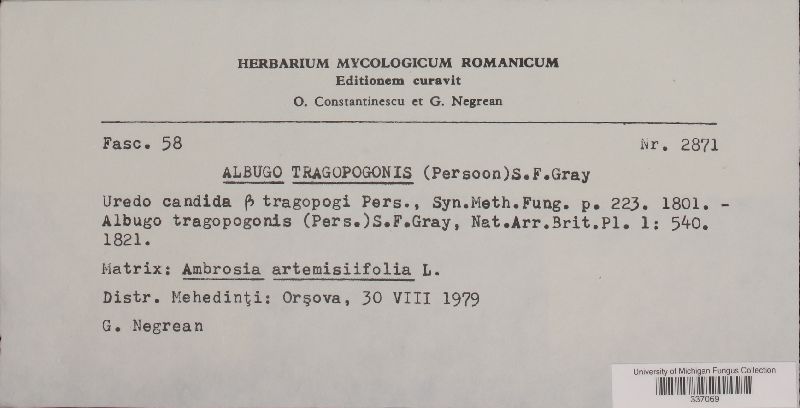 HERBARIUM MYCOLOGICUM ROMANICUM
Editionem curavit
O. Constantinescu et G. Negrean
Fasc. 58 Nr. 2871
ALBUGO TRAGOPOGONIS (Persoon)S.F.Gray
Uredo candida β tragopogi Pers., Syn.Meth.Fung. p. 223. 1801. -
Albugo tragopogonis (Pers.)S.F.Gray, Nat.Arr.Brit.Pl. 1: 540.
1821.
Matrix: Ambrosia artemisiifolia L.
Distr. Mehedinţi: Orşova, 30 VIII 1979
G. Negrean
University of Michigan Fungus Collection
337069